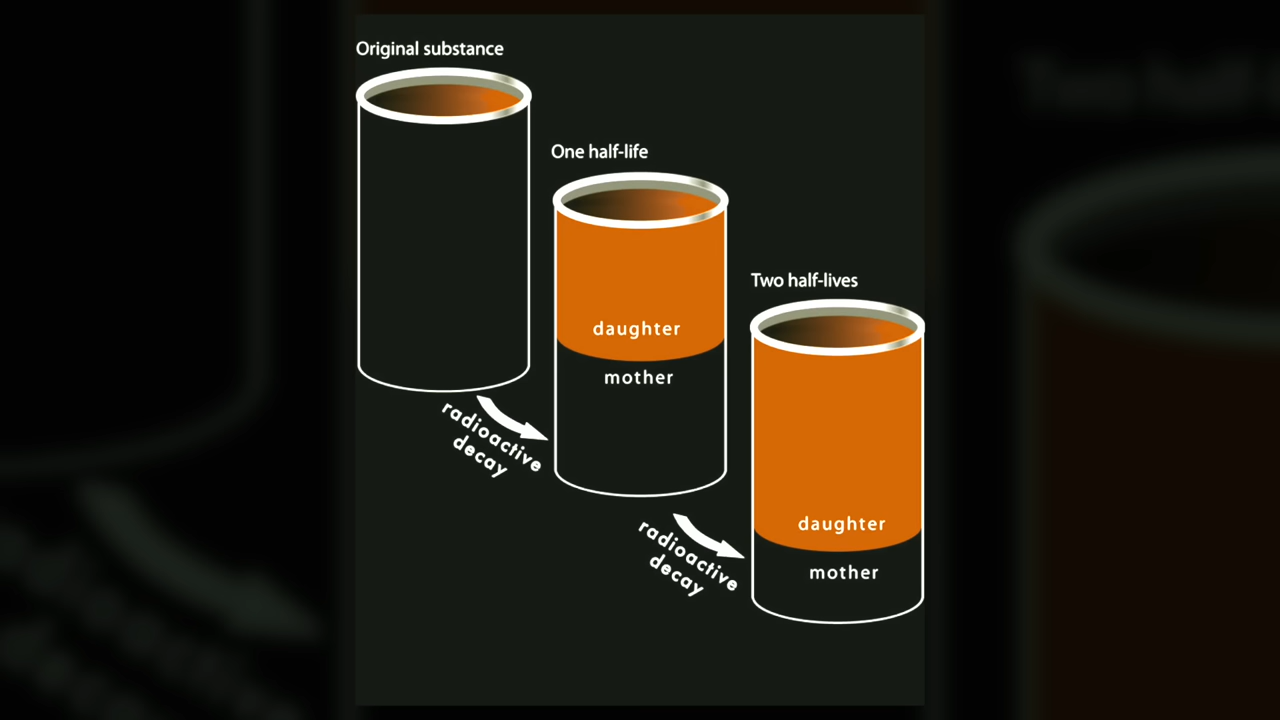 Original substance
One half-life
Two half-lives
daughter
mother
radioactive
decay
daughter
mother
radioactive
decay